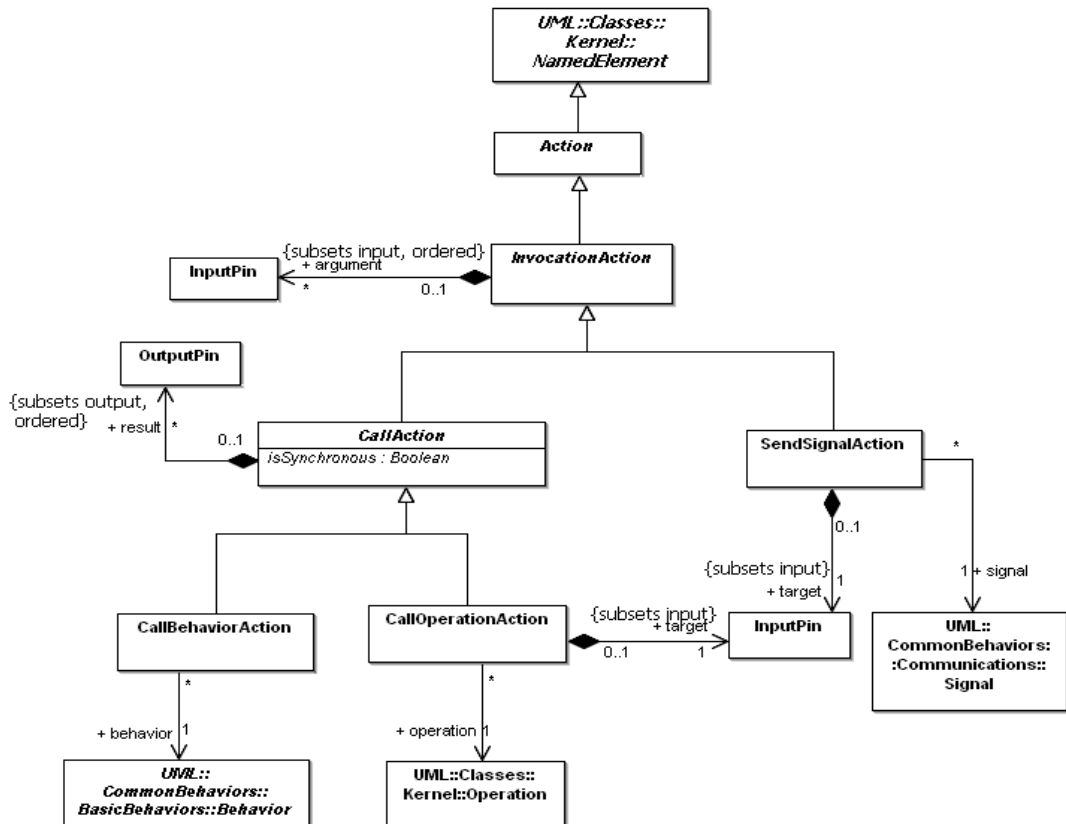 UML::Classes::
Kernel::
NamedElement
Action
{subsets input, ordered}
InvocationAction
InputPin
+ argument
*
0..1
OutputPin
{subsets output,
ordered}
+ result
*
0..1
CallAction
isSynchronous : Boolean
SendSignalAction
*
0..1
{subsets input}
1
+ target
1
+ signal
CallBehaviorAction
CallOperationAction
{subsets input}
+ target
0..1
1
InputPin
UML::
CommonBehaviors:
:Communications::
Signal
*
*
+ behavior
1
+ operation
1
UML::
CommonBehaviors::
BasicBehaviors::Behavior
UML::Classes::
Kernel::Operation